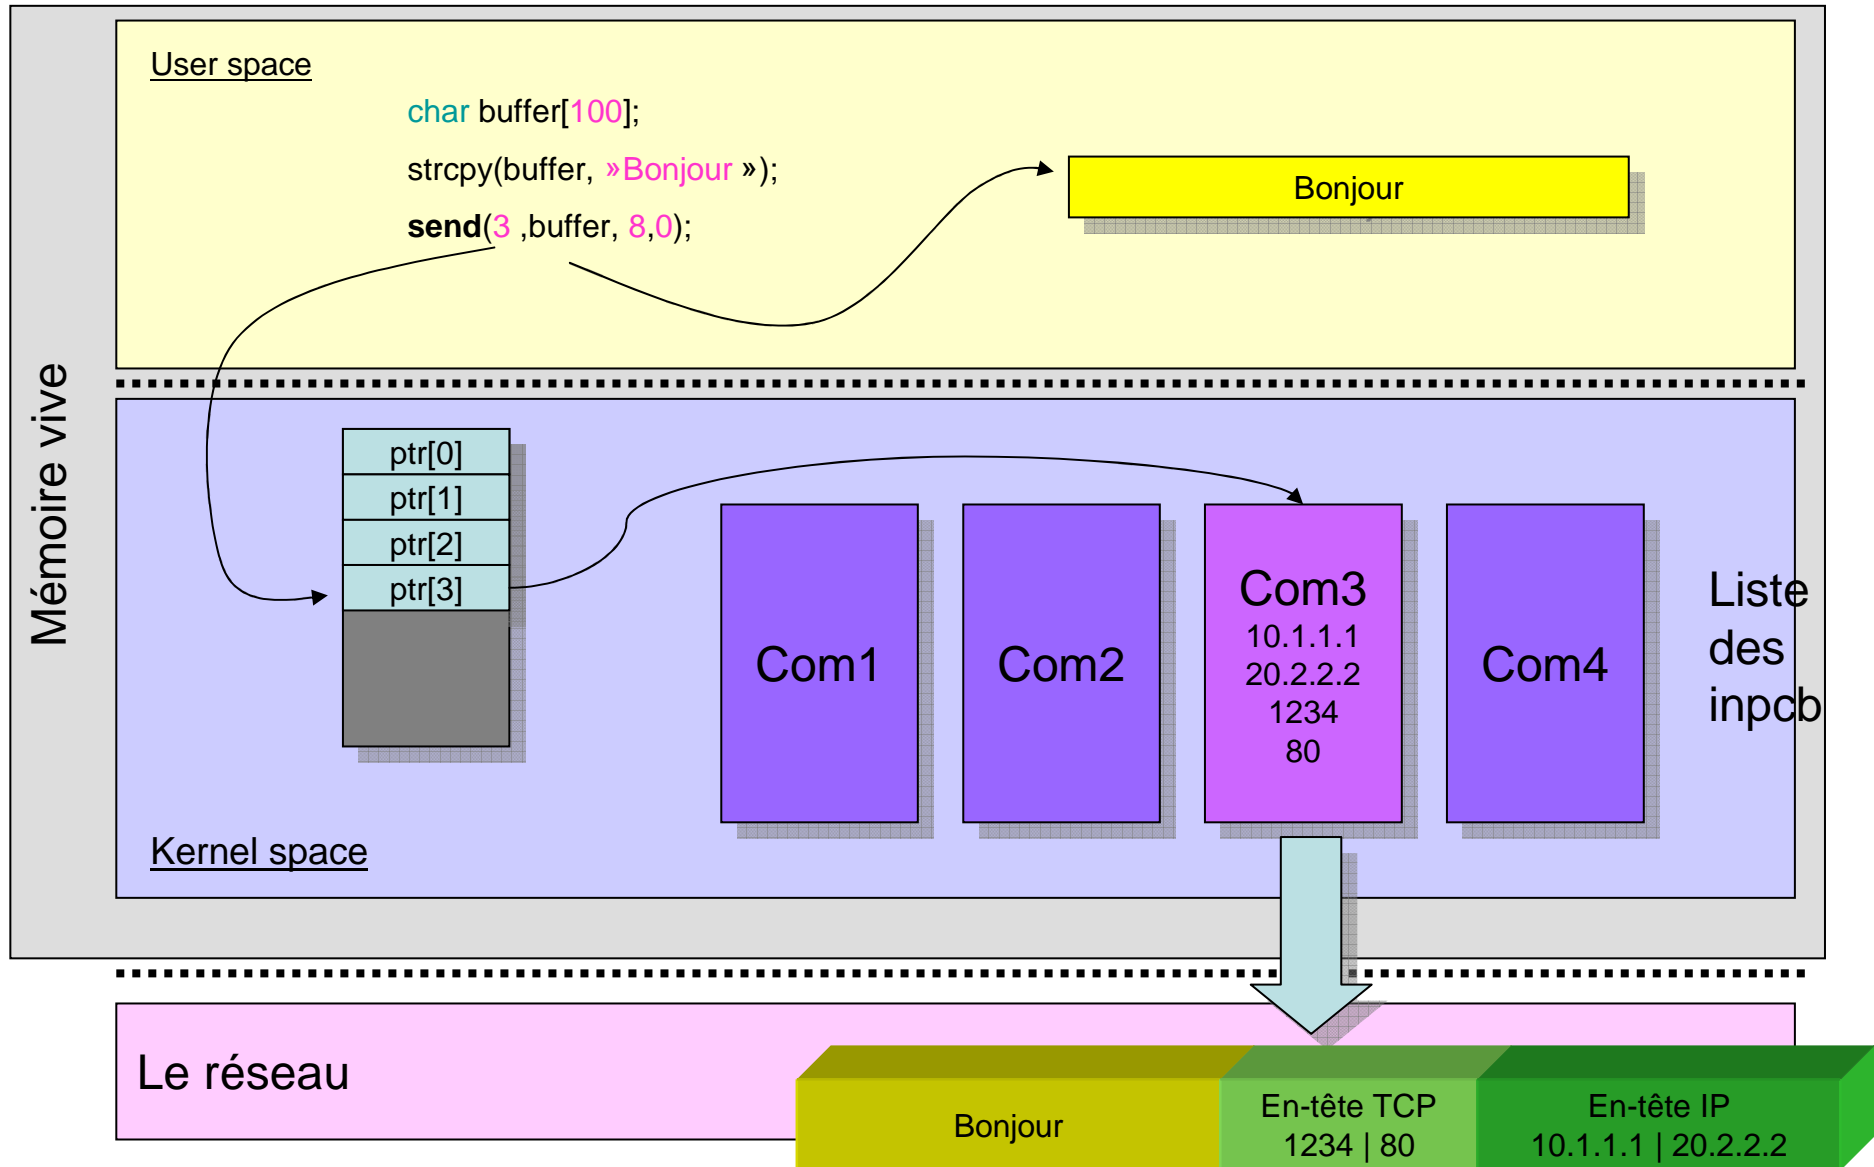 User space
char buffer[100];
strcpy(buffer, »Bonjour »);
send(3 ,buffer, 8,0);
Bonjour
Mémoire vive
ptr[0]
ptr[1]
ptr[2]
ptr[3]
Com1
Com2
Com3
10.1.1.1
20.2.2.2
1234
80
Com4
Liste
des
inpcb
Kernel space
Le réseau
Bonjour
En-tête TCP
1234 | 80
En-tête IP
10.1.1.1 | 20.2.2.2